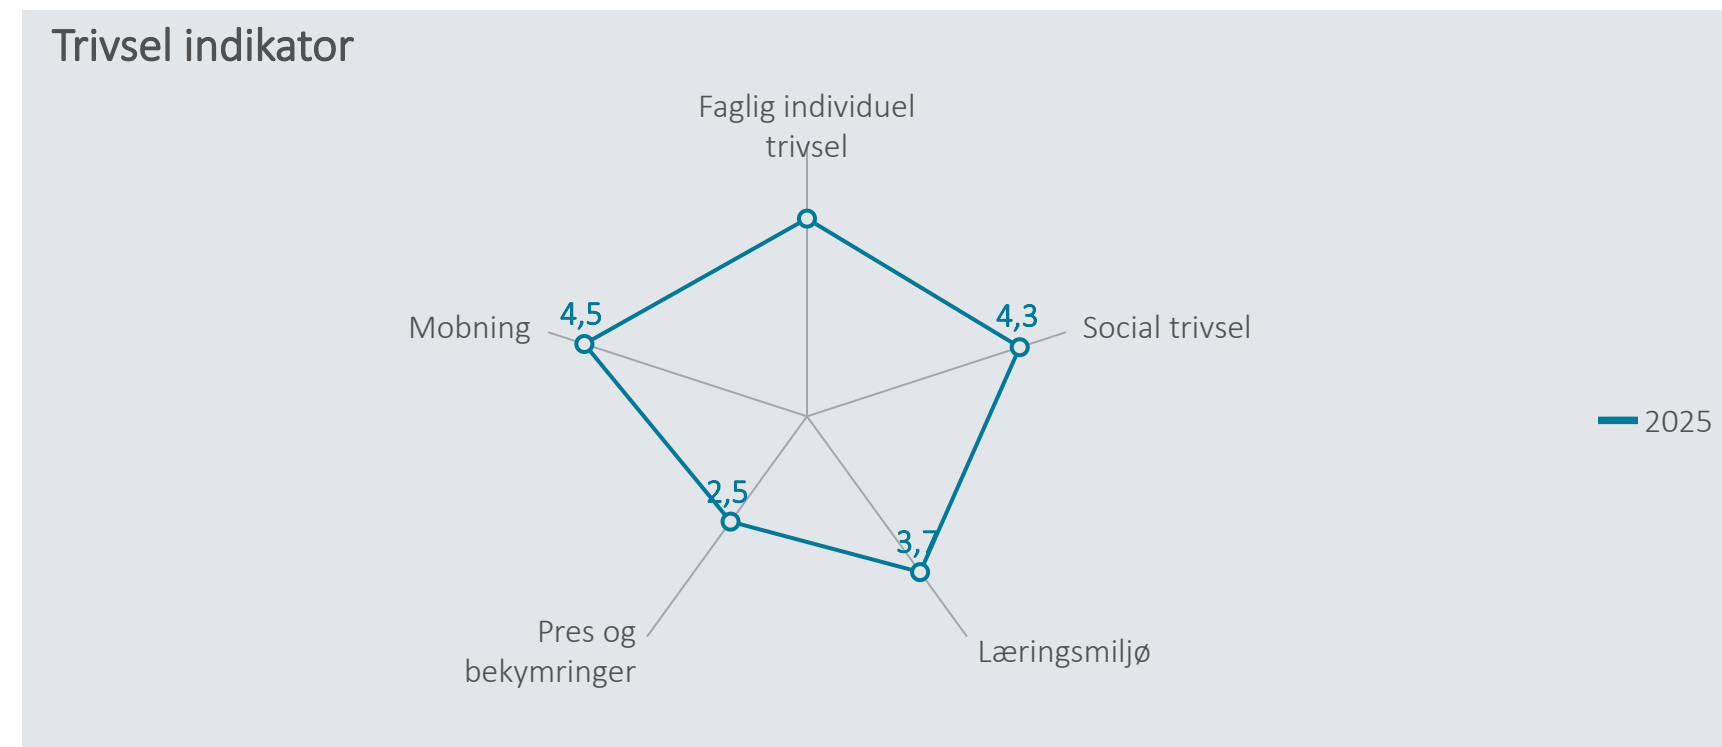 Trivsel indikator
Faglig individuel
trivsel
4,5
4,3
Mobning
Social trivsel
2025
2,5
3,7
Pres og
bekymringer
Læringsmiljø